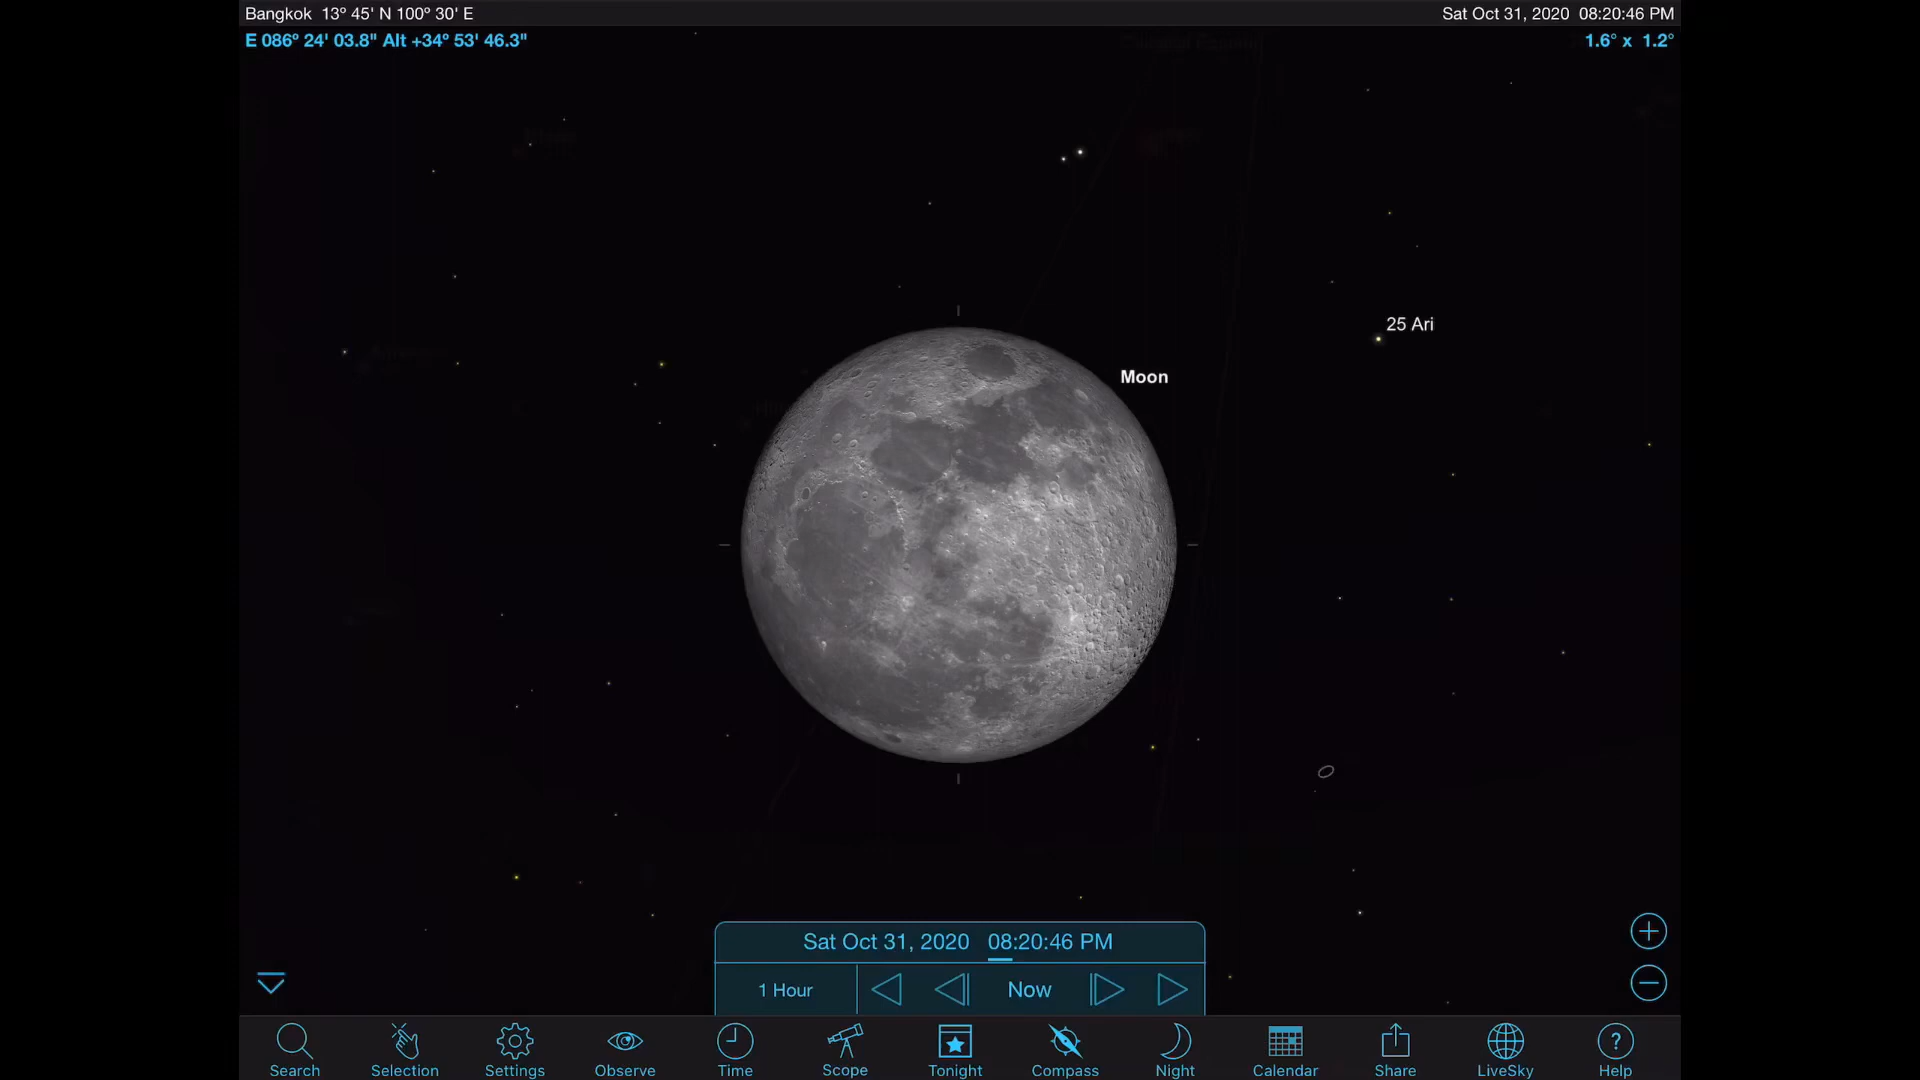 Bangkok 13° 45' N 100° 30' E
Sat Oct 31, 2020 08:20:46 PM
E 086° 24' 03.8" Alt +34° 53' 46.3"
1.6° x 1.2°
25 Ari
Moon
Sat Oct 31, 2020 08:20:46 PM
1 Hour
Now
Search
Selection
Settings
Observe
Time
Scope
Tonight
Compass
Night
Calendar
Share
LiveSky
Help